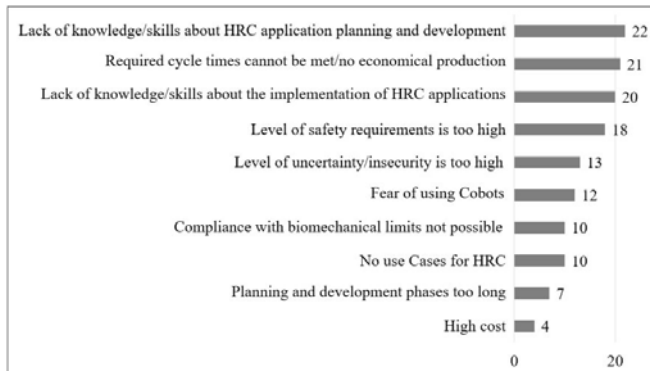 Lack of knowledge/skills about HRC application planning and development 22
Required cycle times cannot be met/no economical production 21
Lack of knowledge/skills about the implementation of HRC applications 20
Level of safety requirements is too high 18
Level of uncertainty/insecurity is too high 13
Fear of using Cobots 12
Compliance with biomechanical limits not possible 10
No use Cases for HRC 10
Planning and development phases too long 7
High cost 4
0 20